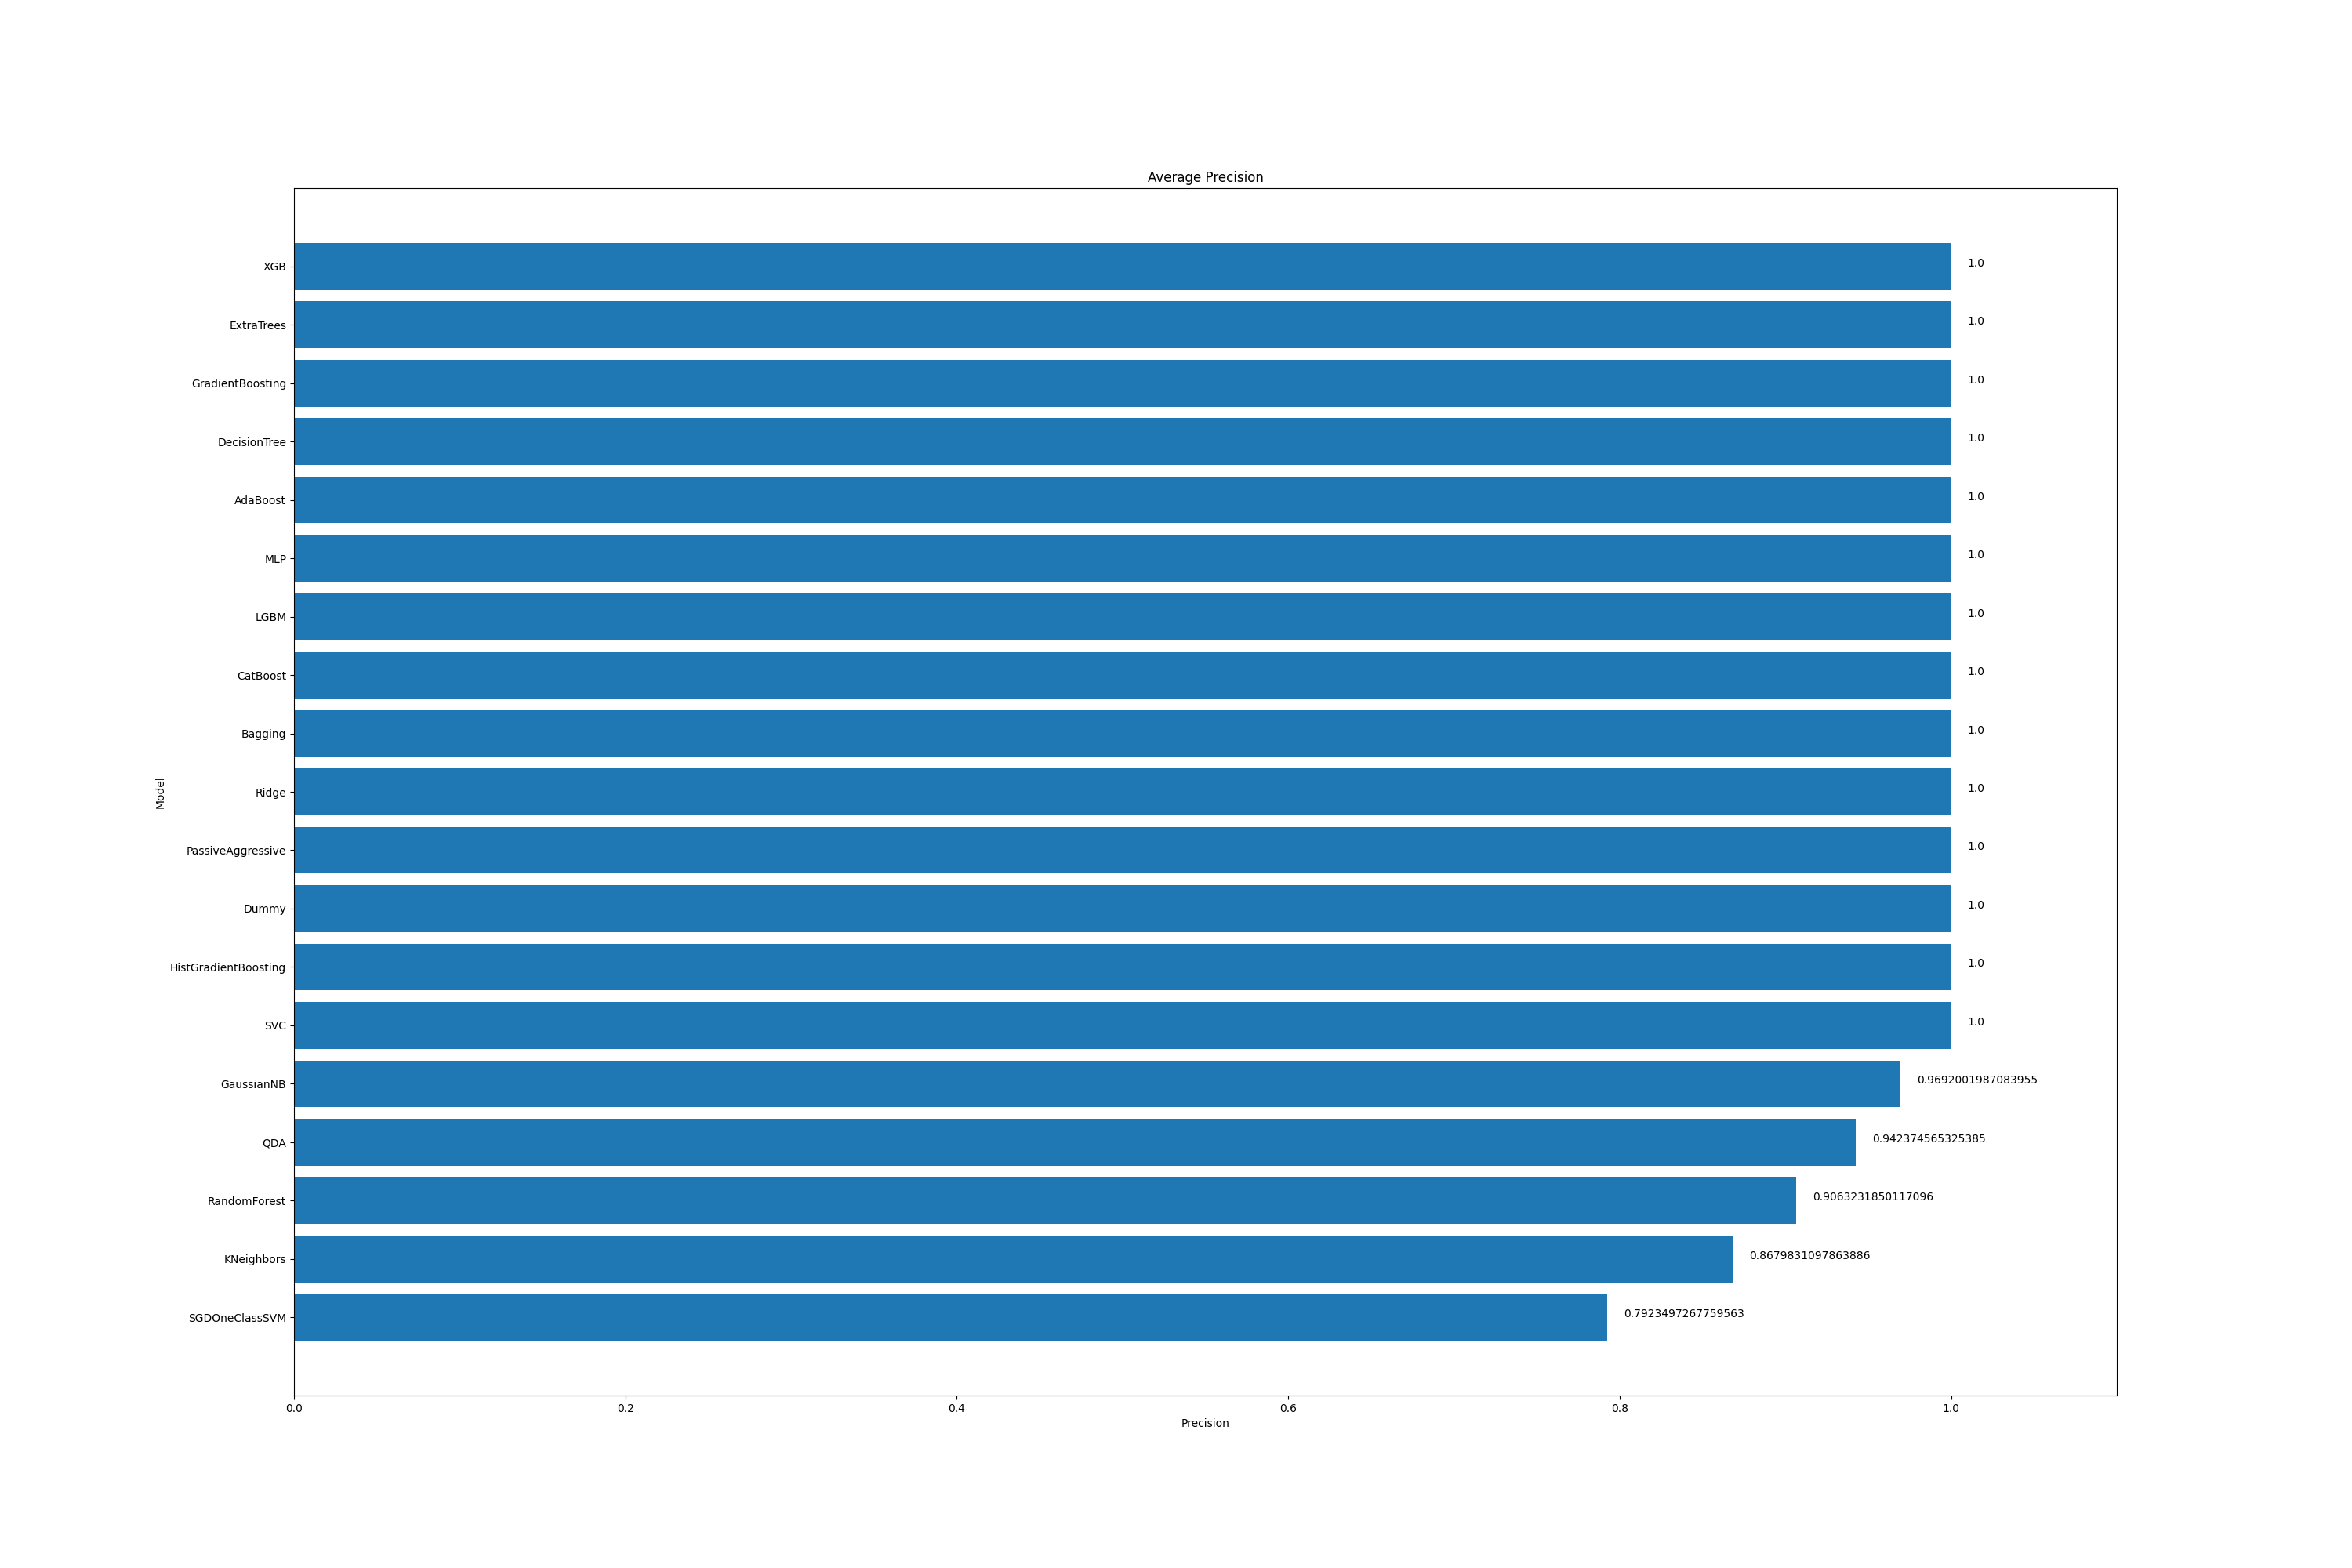 Average Precision
XGB 1.0
ExtraTrees 1.0
GradientBoosting 1.0
DecisionTree 1.0
AdaBoost 1.0
MLP 1.0
LGBM 1.0
CatBoost 1.0
Bagging 1.0
Model
Ridge 1.0
PassiveAggressive 1.0
Dummy 1.0
HistGradientBoosting 1.0
SVC 1.0
GaussianNB 0.9692001987083955
QDA 0.942374565325385
RandomForest 0.9063231850117096
KNeighbors 0.8679831097863886
SGDOneClassSVM 0.7923497267759563
0.0 0.2 0.4 0.6 0.8 1.0
Precision